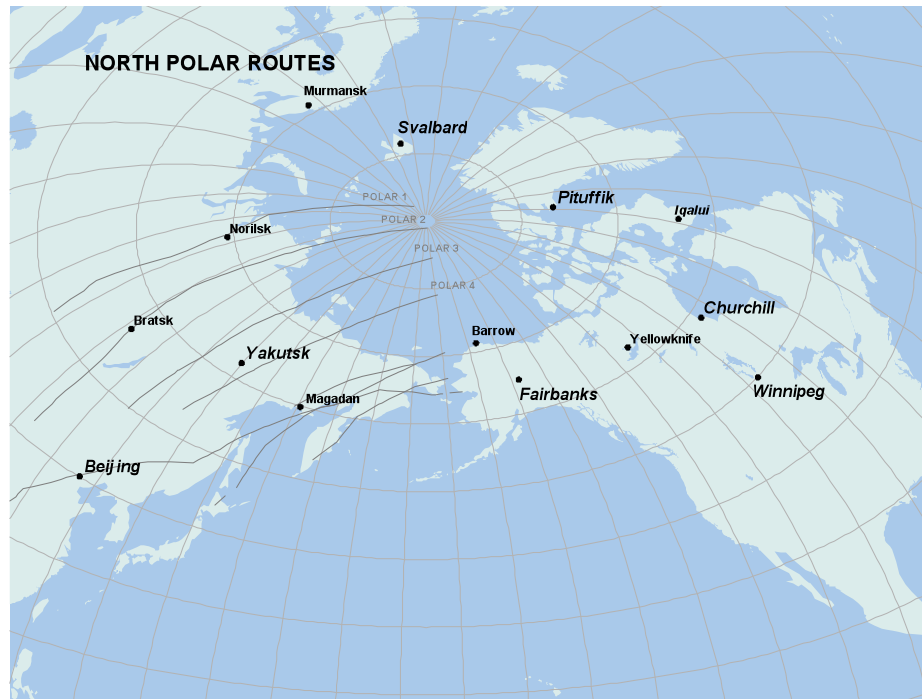 NORTH POLAR ROUTES
Murmansk
Svalbard
POLAR 1
Pituffik
Iqalui
POLAR 2
Norilsk
POLAR 3
POLAR 4
Churchill
Bratsk
Barrow
Yellowknife
Yakutsk
Fairbanks
Winnipeg
Magadan
Beijing